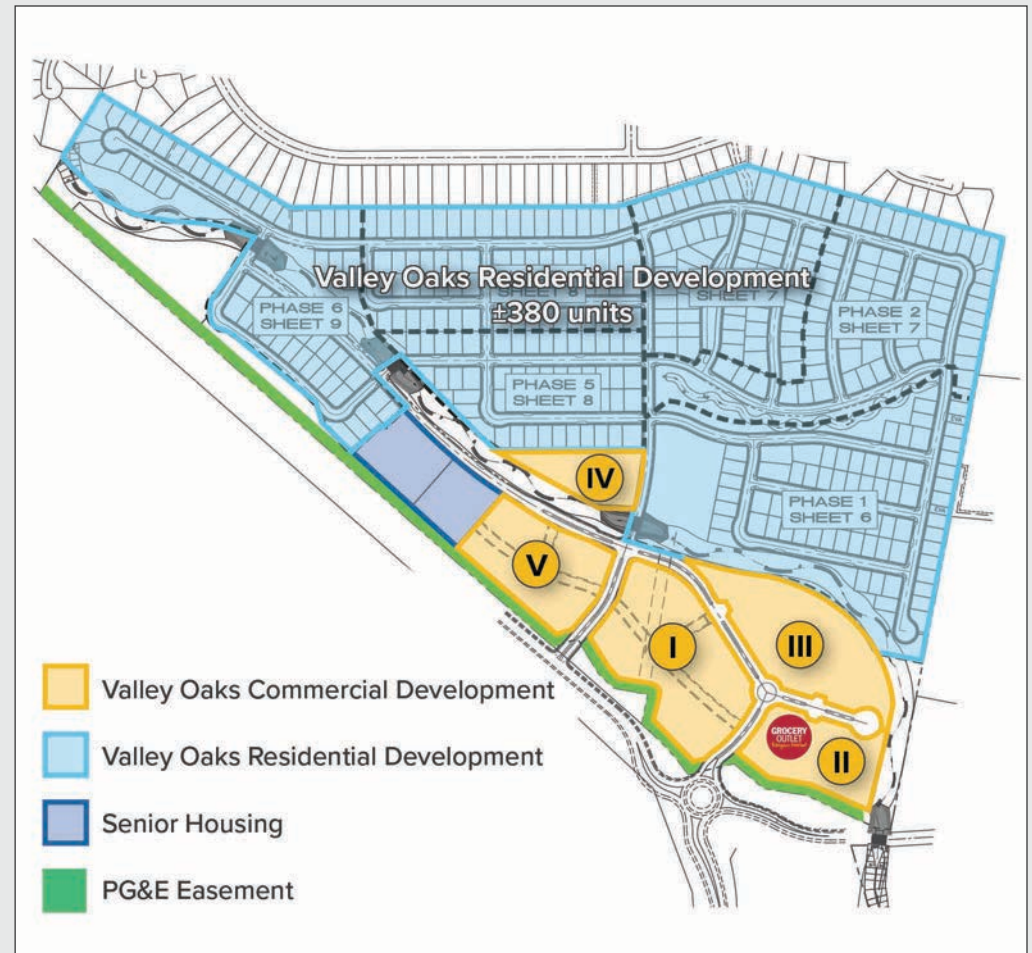 Valley Oaks Residential Development
±380 units
PHASE 6
SHEET 9
SHEET 7
PHASE 2
SHEET 7
PHASE 5
SHEET 8
PHASE 1
SHEET 6
IV
V
I
III
GROCERY
OUTLET
II
Valley Oaks Commercial Development
Valley Oaks Residential Development
Senior Housing
PG&E Easement